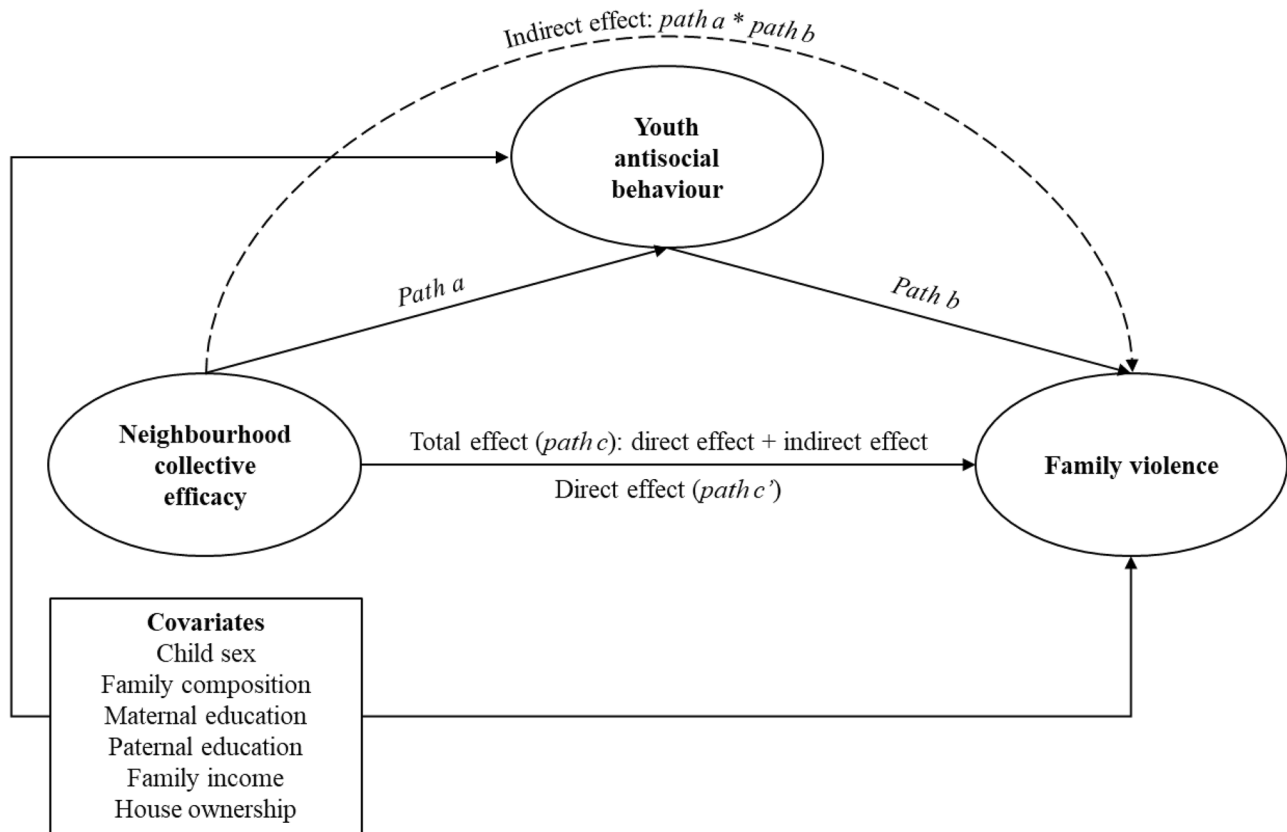 Indirect effect: path a * path b
Youth
antisocial
behaviour
Path a
Path b
Neighbourhood
collective
efficacy
Total effect (path c): direct effect + indirect effect
Direct effect (path c’)
Family violence
Covariates
Child sex
Family composition
Maternal education
Paternal education
Family income
House ownership